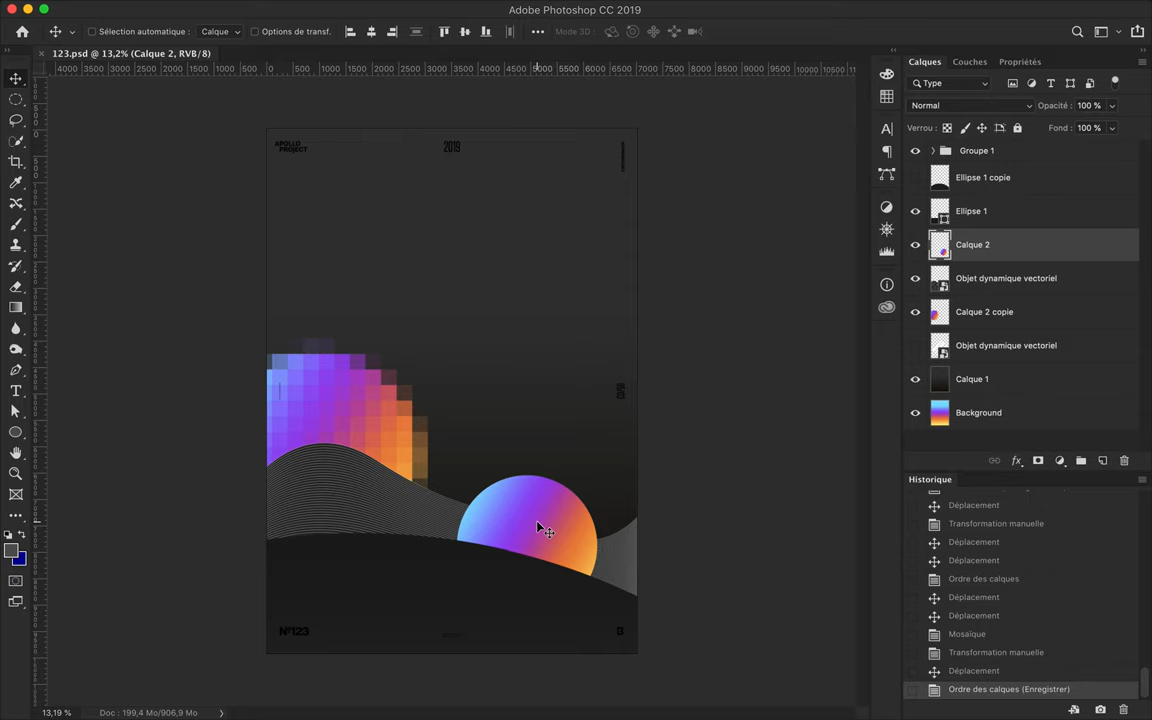 Adobe Photoshop CC 2019
Sélection automatique :
Calque
Options de transf.
Mode 3D :
123.psd @ 13,2% (Calque 2, RVB/8)
4000 3500 3000 2500 2000 1500 1000 500 0 500 1000 1500 2000 2500 3000 3500 4000 4500 5000 5500 6000 6500 7000 7500 8000 8500 9000 9500 10000 10500 11
APOLLO
PROJECT
2019
Nº123
B
13,19 %
Doc : 199,4 Mo/906,9 Mo
Calques
Couches
Propriétés
Type
Normal
Opacité : 100 %
Verrou :
Fond : 100 %
Groupe 1
Ellipse 1 copie
Ellipse 1
Calque 2
Objet dynamique vectoriel
Calque 2 copie
Objet dynamique vectoriel
Calque 1
Background
fx
Historique
Déplacement
Transformation manuelle
Déplacement
Déplacement
Ordre des calques
Déplacement
Déplacement
Mosaïque
Transformation manuelle
Déplacement
Ordre des calques (Enregistrer)